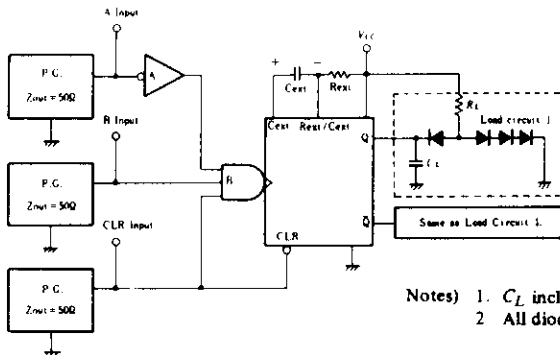 A Input
P.G.
Zout = 50Ω
A
B Input
P.G.
Zout = 50Ω
B
CLR Input
P.G.
Zout = 50Ω
+
−
Cext
Rext
VCC
Cext
Rext/Cext
Q
Q̄
CLR
RL
Load circuit 1
CL
Same as Load Circuit 1.
Notes) 1. CL incl
2 All diod